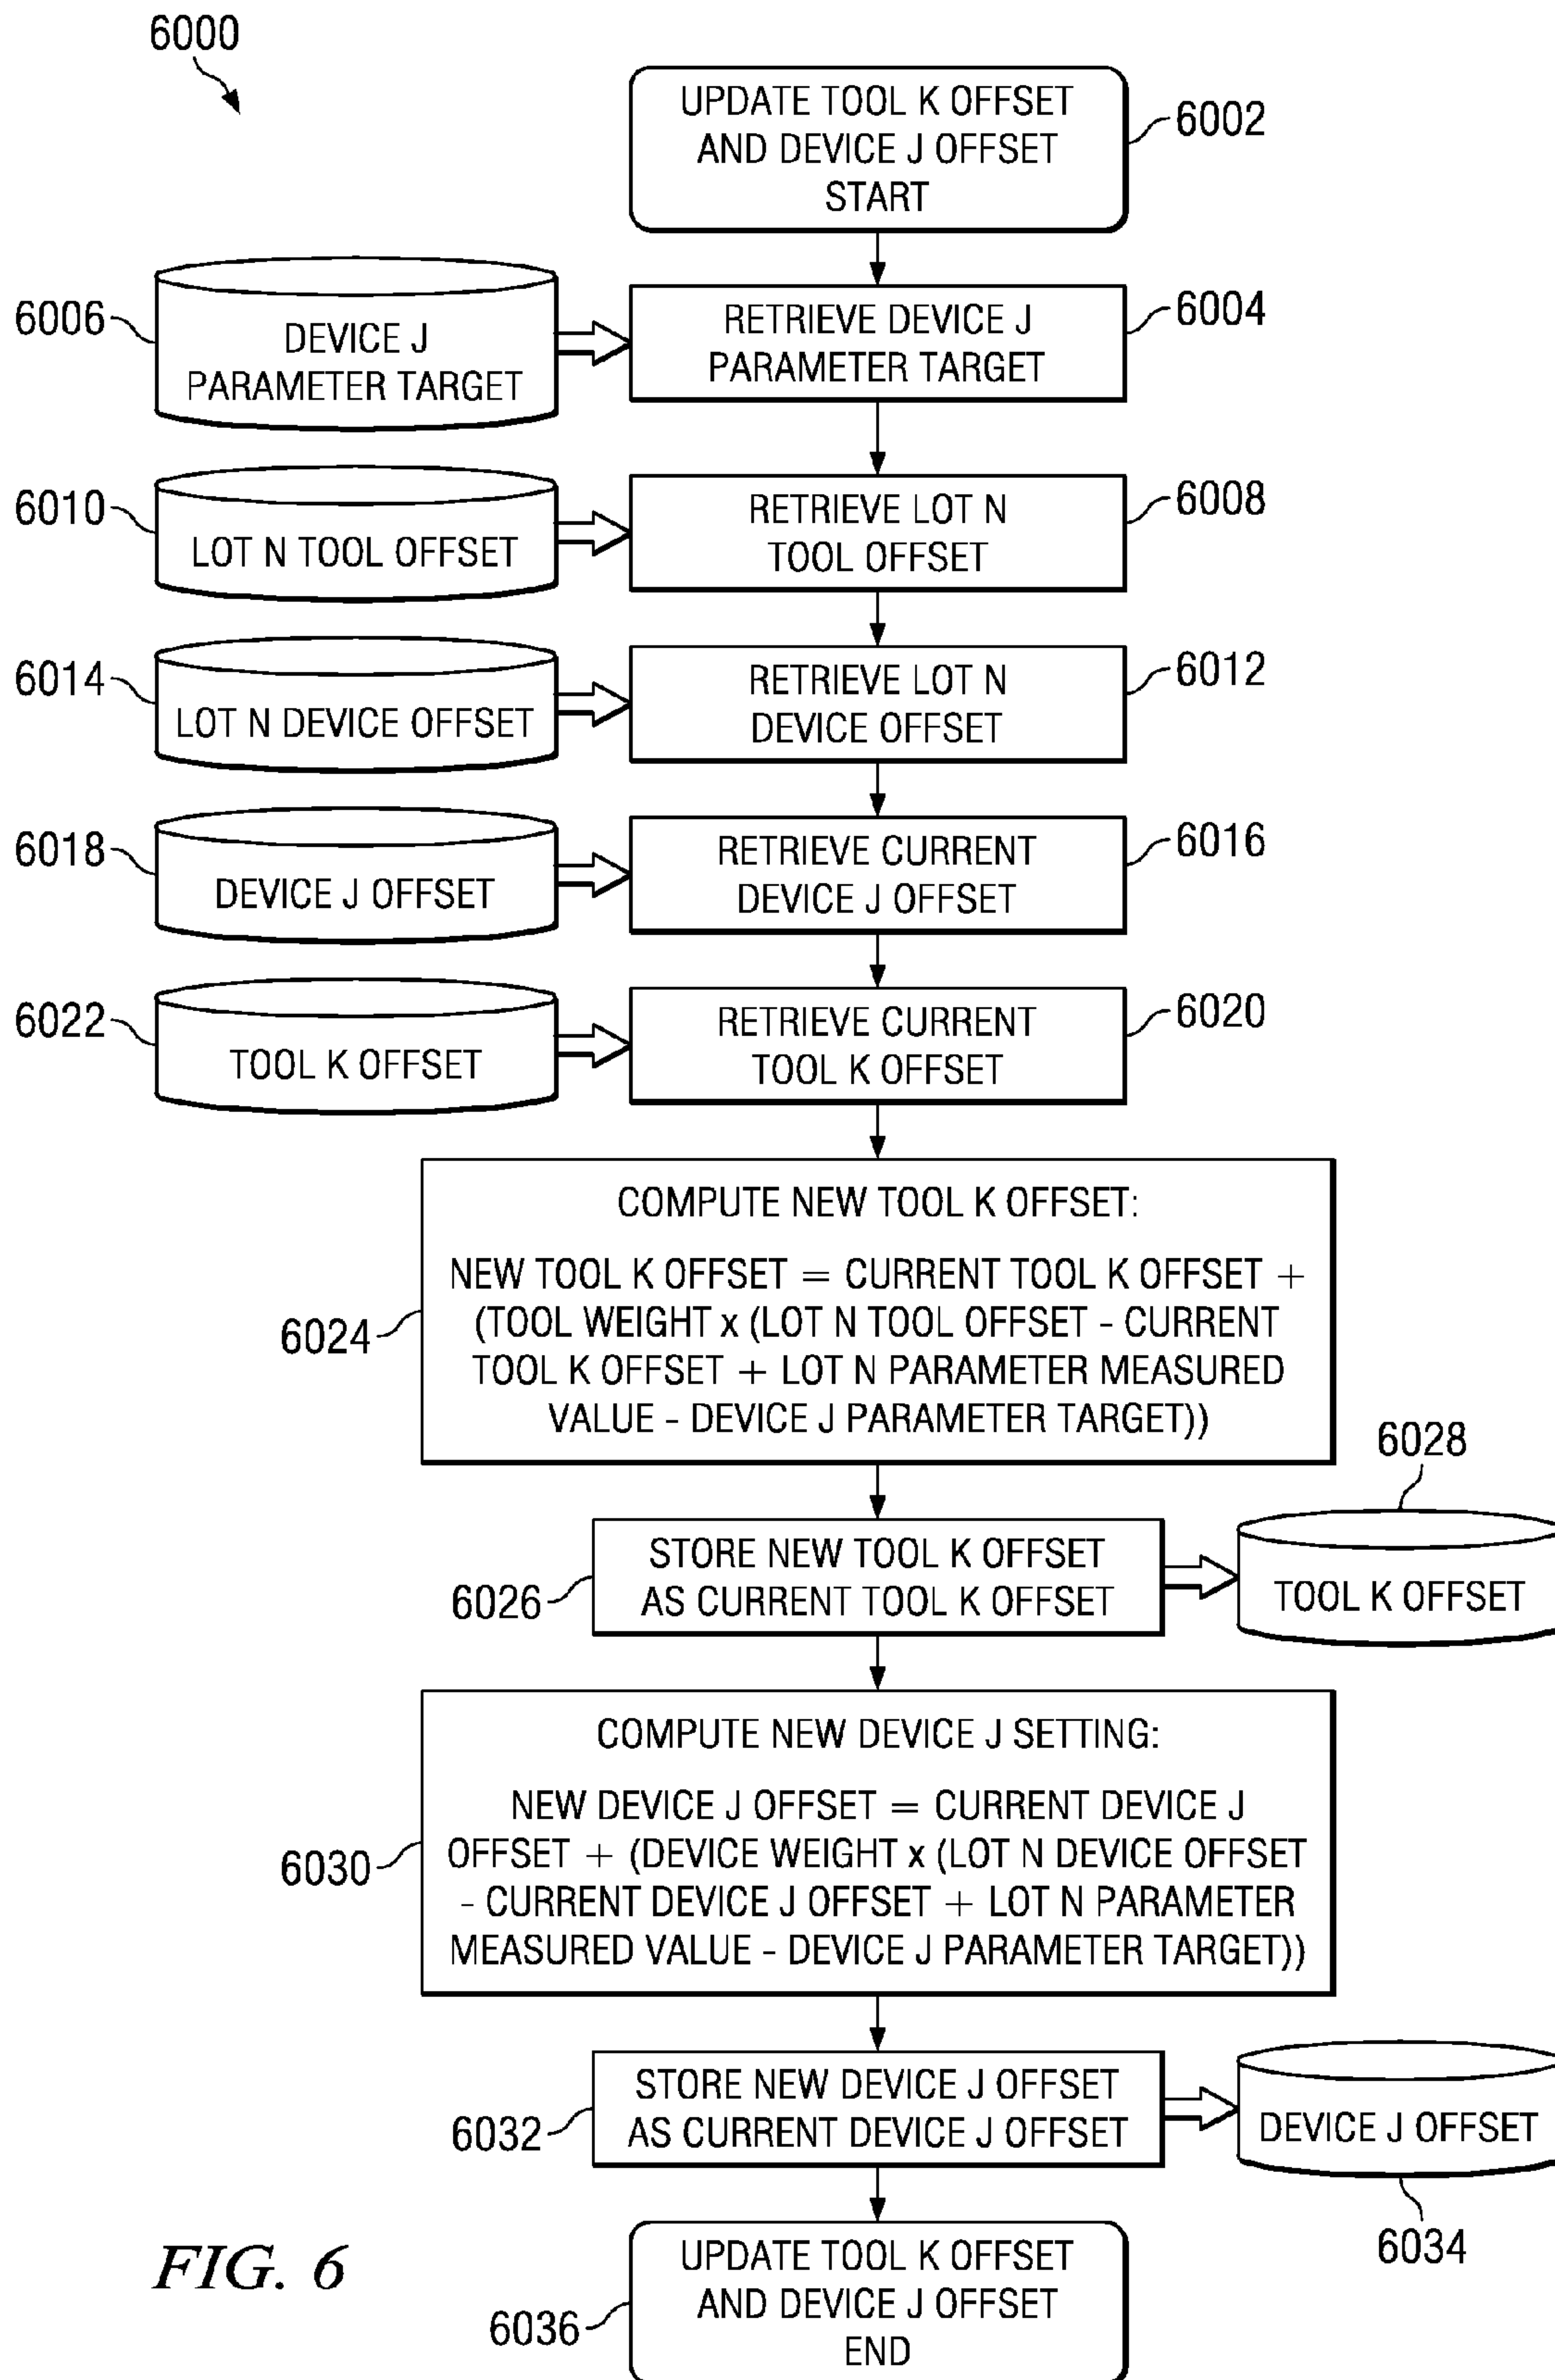 6000
UPDATE TOOL K OFFSET
AND DEVICE J OFFSET
START
6002
6006
DEVICE J
PARAMETER TARGET
RETRIEVE DEVICE J
PARAMETER TARGET
6004
6010
LOT N TOOL OFFSET
RETRIEVE LOT N
TOOL OFFSET
6008
6014
LOT N DEVICE OFFSET
RETRIEVE LOT N
DEVICE OFFSET
6012
6018
DEVICE J OFFSET
RETRIEVE CURRENT
DEVICE J OFFSET
6016
6022
TOOL K OFFSET
RETRIEVE CURRENT
TOOL K OFFSET
6020
6024
COMPUTE NEW TOOL K OFFSET:
NEW TOOL K OFFSET = CURRENT TOOL K OFFSET +
(TOOL WEIGHT x (LOT N TOOL OFFSET - CURRENT
TOOL K OFFSET + LOT N PARAMETER MEASURED
VALUE - DEVICE J PARAMETER TARGET))
6026
STORE NEW TOOL K OFFSET
AS CURRENT TOOL K OFFSET
6028
TOOL K OFFSET
6030
COMPUTE NEW DEVICE J SETTING:
NEW DEVICE J OFFSET = CURRENT DEVICE J
OFFSET + (DEVICE WEIGHT x (LOT N DEVICE OFFSET
- CURRENT DEVICE J OFFSET + LOT N PARAMETER
MEASURED VALUE - DEVICE J PARAMETER TARGET))
6032
STORE NEW DEVICE J OFFSET
AS CURRENT DEVICE J OFFSET
DEVICE J OFFSET
6034
FIG. 6
6036
UPDATE TOOL K OFFSET
AND DEVICE J OFFSET
END